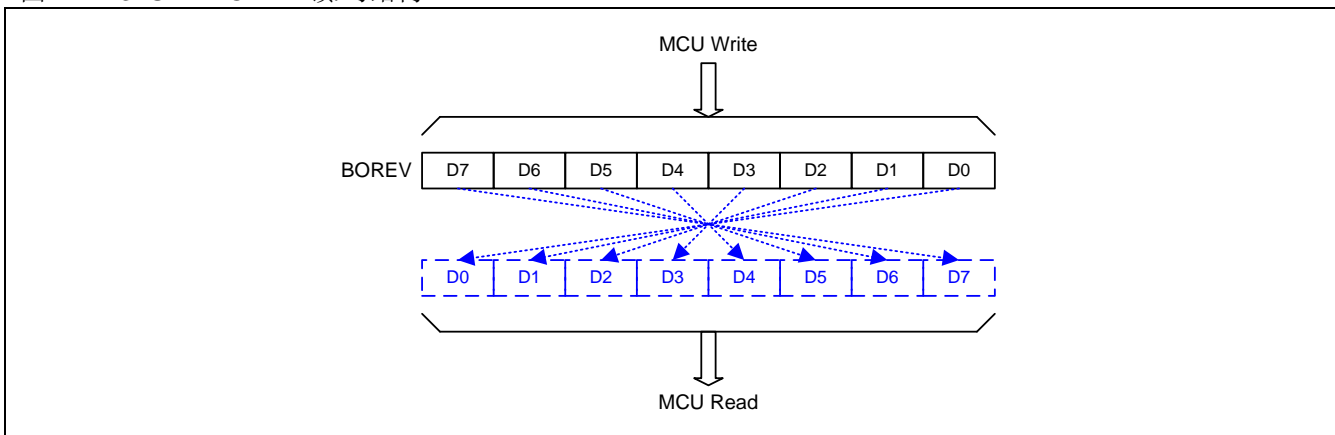 MCU Write
BOREV D7 D6 D5 D4 D3 D2 D1 D0
D0 D1 D2 D3 D4 D5 D6 D7
MCU Read